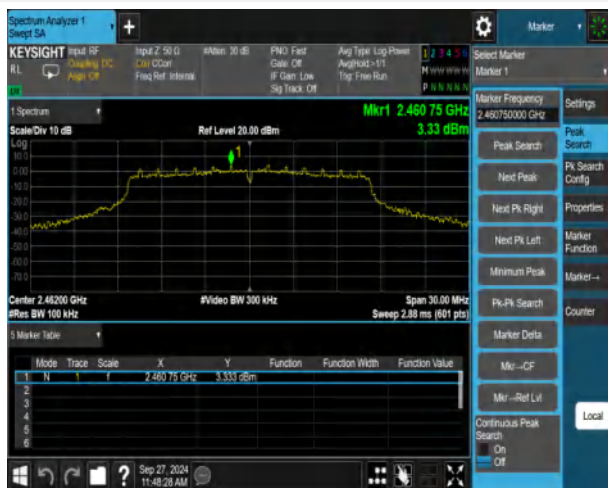 Spectrum Analyzer 1
Swept SA
+
Marker
KEYSIGHT
Input: RF
Coupling: DC
Align: Off
Input Z: 50 Ω
Corr CCorr
Freq Ref: Internal
#Atten: 30 dB
PNO: Fast
Gate: Off
IF Gain: Low
Sig Track: Off
Avg Type: Log-Power
Avg|Hold:>1/1
Trig: Free Run
1 2 3 4 5 6
M W W W W W
P N N N N N
RL
Select Marker
Marker 1
1 Spectrum
Scale/Div 10 dB
Ref Level 20.00 dBm
Mkr1 2.460 75 GHz
3.33 dBm
Log
10.0
0.00
-10.0
-20.0
-30.0
-40.0
-50.0
-60.0
-70.0
1
Center 2.46200 GHz
#Res BW 100 kHz
#Video BW 300 kHz
Span 30.00 MHz
Sweep 2.88 ms (601 pts)
5 Marker Table
Mode Trace Scale X Y Function Function Width Function Value
1 N 1 f 2.460 75 GHz 3.333 dBm
2
3
4
5
6
Marker Frequency
2.460750000 GHz
Peak Search
Next Peak
Next Pk Right
Next Pk Left
Minimum Peak
Pk-Pk Search
Marker Delta
Mkr→CF
Mkr→Ref Lvl
Continuous Peak
Search
On
Off
Settings
Peak
Search
Pk Search
Config
Properties
Marker
Function
Marker→
Counter
Local
?
Sep 27, 2024
11:48:28 AM